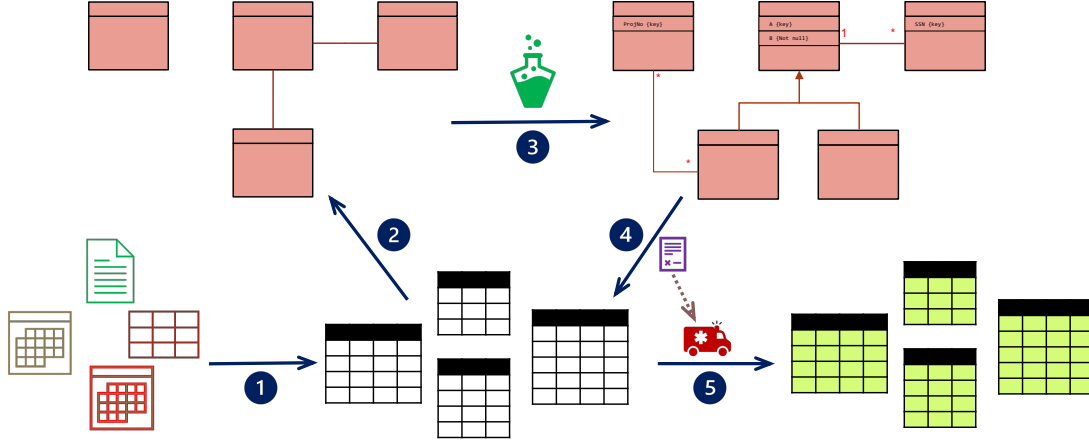 ProjNo {key}
A {key}
B {Not null}
SSN {key}
1
*
*
*
3
2
4
1
5